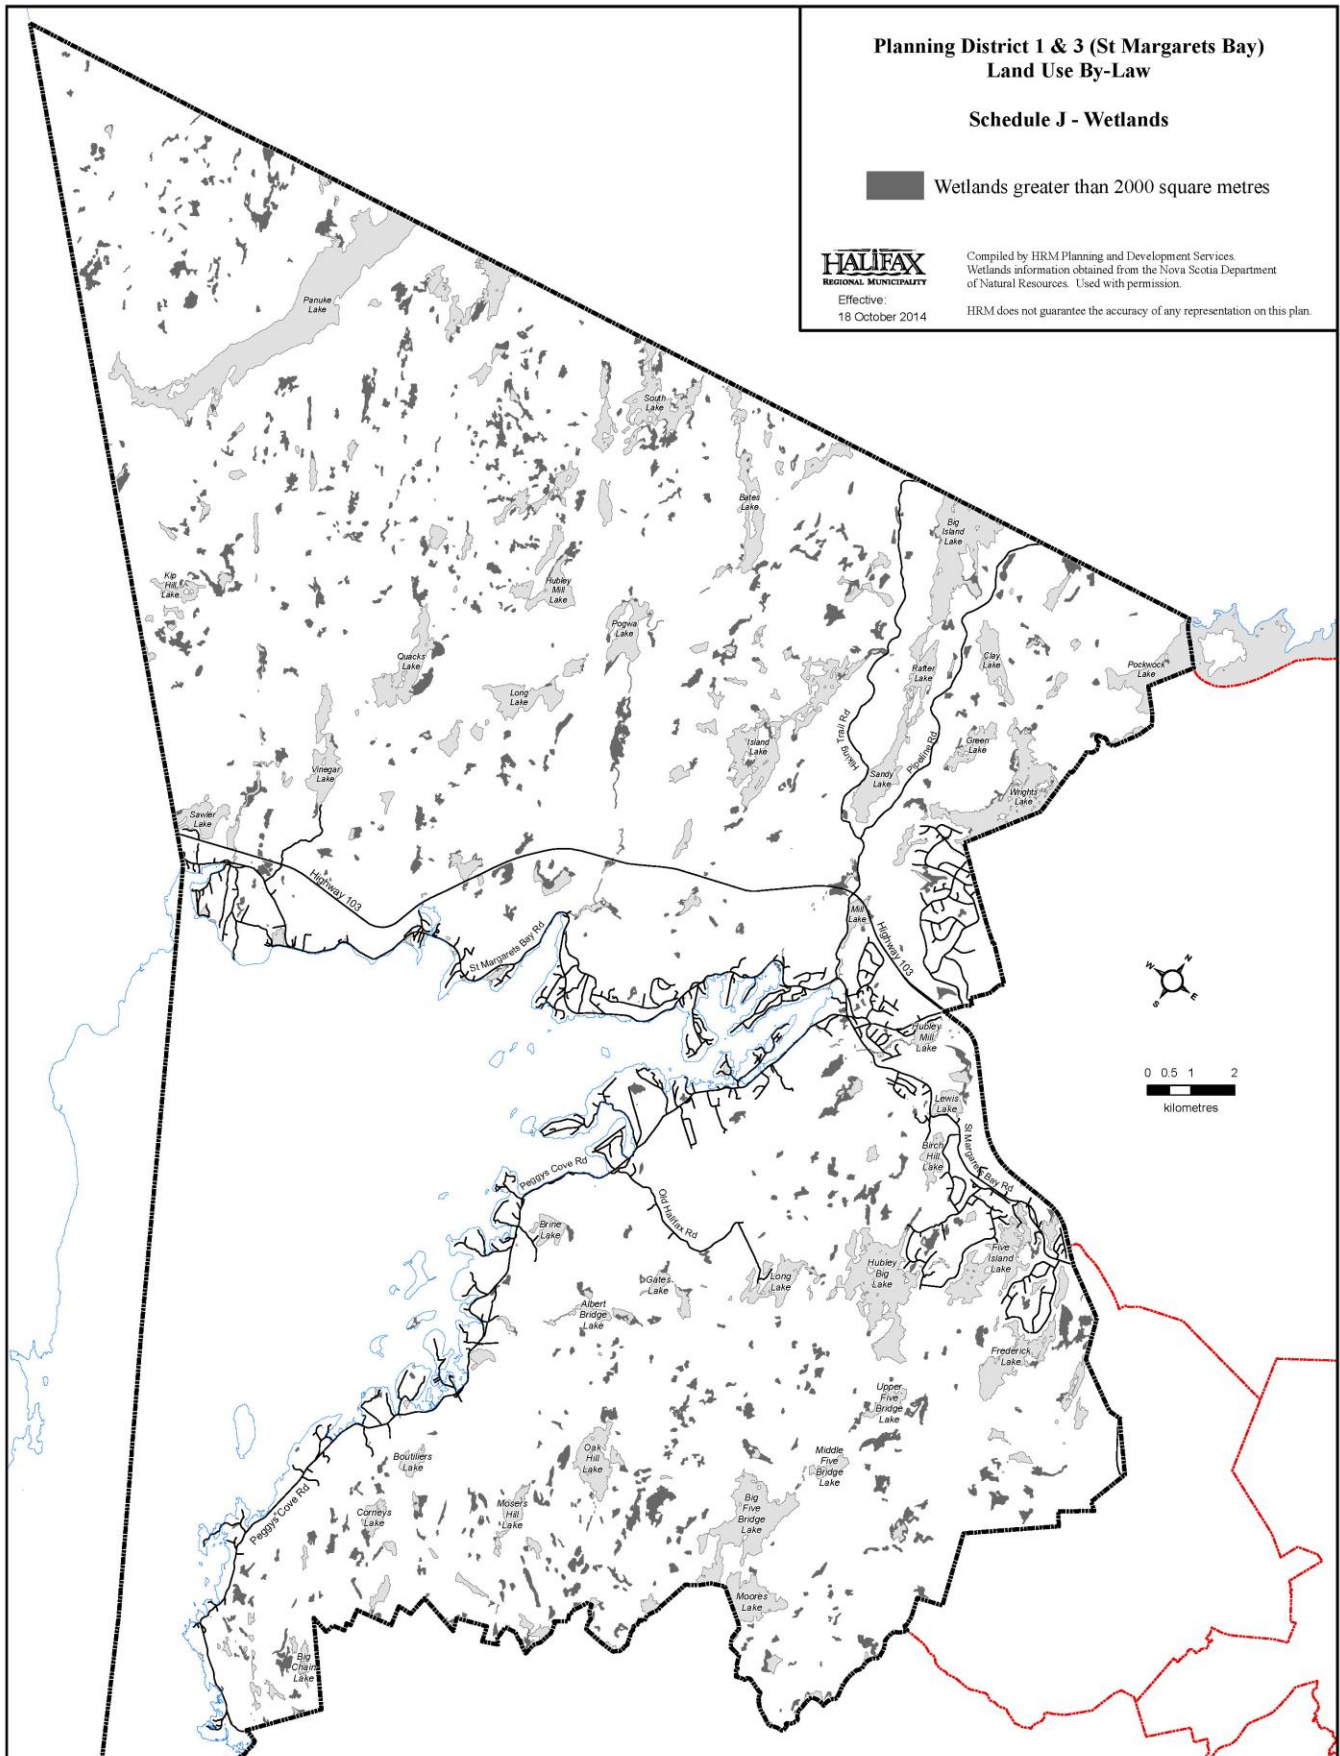 Planning District 1 & 3 (St Margarets Bay)
Land Use By-Law
Schedule J - Wetlands
Wetlands greater than 2000 square metres
HALIFAX
REGIONAL MUNICIPALITY
Effective:
18 October 2014
Compiled by HRM Planning and Development Services.
Wetlands information obtained from the Nova Scotia Department
of Natural Resources. Used with permission.
HRM does not guarantee the accuracy of any representation on this plan.
Panuke
Lake
South
Lake
Bates
Lake
Big
Island
Lake
Kip
Hill
Lake
Hubley
Mill
Lake
Pogwa
Lake
Quacks
Lake
Long
Lake
Rafter
Lake
Clay
Lake
Pockwock
Lake
Island
Lake
Hiking Trail Rd
Pipeline Rd
Green
Lake
Vinegar
Lake
Sandy
Lake
Wrights
Lake
Sawler
Lake
Highway 103
Mill
Lake
Highway 103
St Margarets Bay Rd
N
W
E
S
Hubley
Mill
Lake
0 0.5 1 2
kilometres
Lewis
Lake
Birch
Hill
Lake
St Margarets Bay Rd
Peggys Cove Rd
Old Halifax Rd
Brine
Lake
Five
Island
Lake
Hubley
Big
Lake
Long
Lake
Gates
Lake
Albert
Bridge
Lake
Frederick
Lake
Upper
Five
Bridge
Lake
Middle
Five
Bridge
Lake
Oak
Hill
Lake
Boutiliers
Lake
Big
Five
Bridge
Lake
Mosers
Hill
Lake
Corneys
Lake
Peggys Cove Rd
Moores
Lake
Big
Chain
Lake